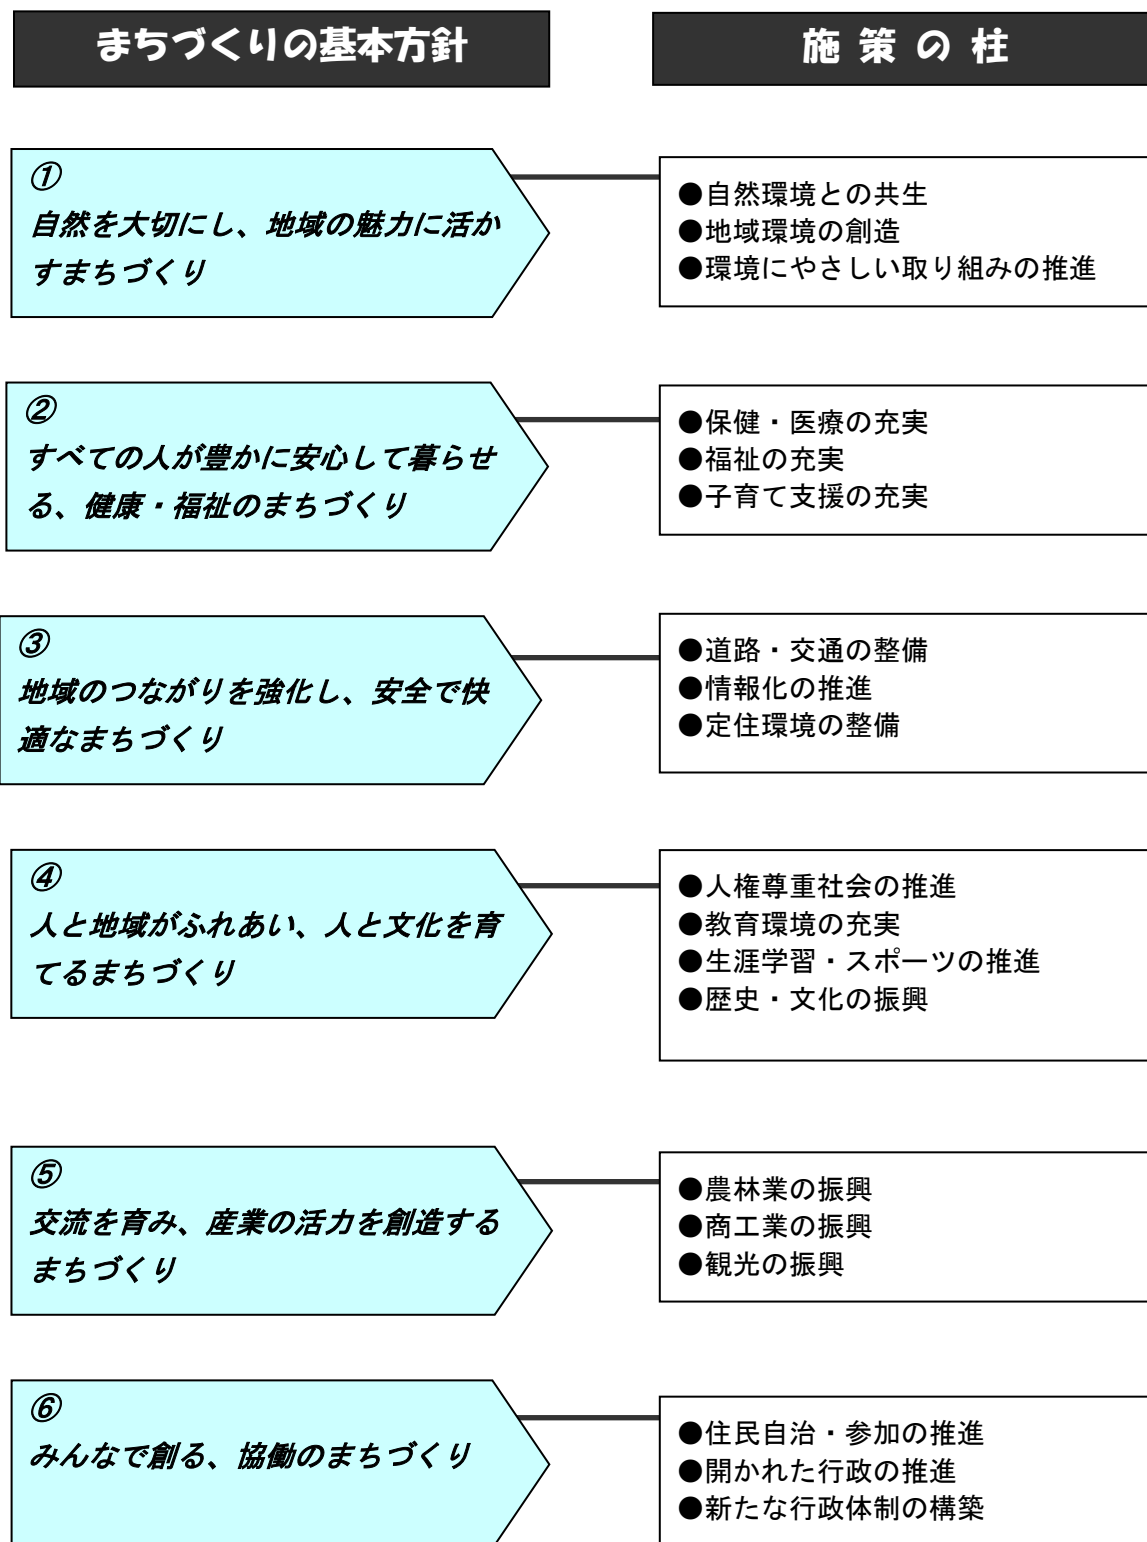 まちづくりの基本方針
施策の柱
①
自然を大切にし、地域の魅力に活か
すまちづくり
●自然環境との共生
●地域環境の創造
●環境にやさしい取り組みの推進
②
すべての人が豊かに安心して暮らせ
る、健康・福祉のまちづくり
●保健・医療の充実
●福祉の充実
●子育て支援の充実
③
地域のつながりを強化し、安全で快
適なまちづくり
●道路・交通の整備
●情報化の推進
●定住環境の整備
④
人と地域がふれあい、人と文化を育
てるまちづくり
●人権尊重社会の推進
●教育環境の充実
●生涯学習・スポーツの推進
●歴史・文化の振興
⑤
交流を育み、産業の活力を創造する
まちづくり
●農林業の振興
●商工業の振興
●観光の振興
⑥
みんなで創る、協働のまちづくり
●住民自治・参加の推進
●開かれた行政の推進
●新たな行政体制の構築